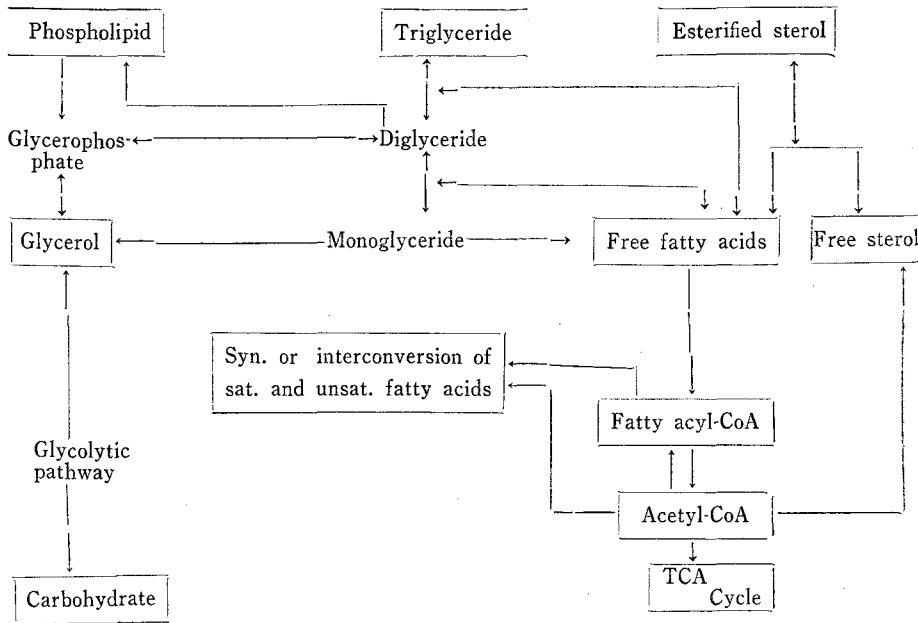 Phospholipid
Triglyceride
Esterified sterol
Glycerophos-
phate
Diglyceride
Glycerol
Monoglyceride
Free fatty acids
Free sterol
Syn. or interconversion of
sat. and unsat. fatty acids
Fatty acyl-CoA
Glycolytic
pathway
Acetyl-CoA
TCA
Cycle
Carbohydrate